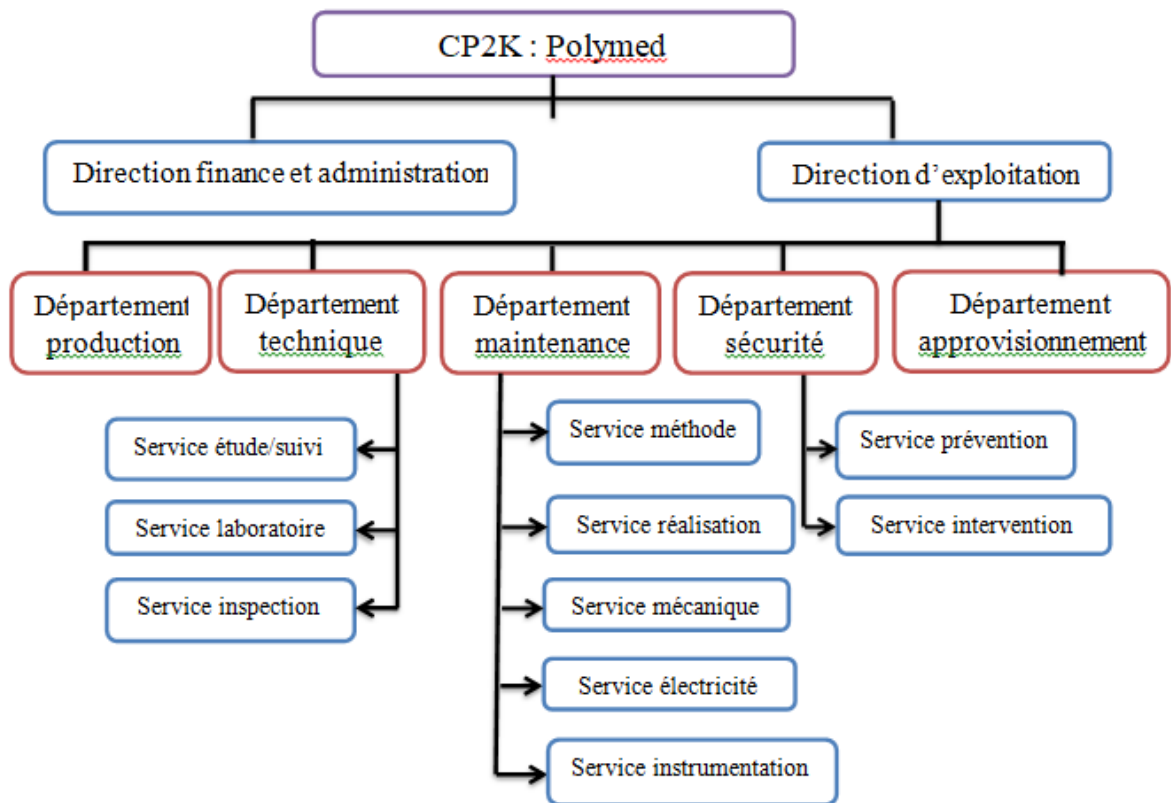 CP2K : Polymed
Direction finance et administration
Direction d’exploitation
Département
production
Département
technique
Département
maintenance
Département
sécurité
Département
approvisionnement
Service étude/suivi
Service laboratoire
Service inspection
Service méthode
Service réalisation
Service mécanique
Service électricité
Service instrumentation
Service prévention
Service intervention